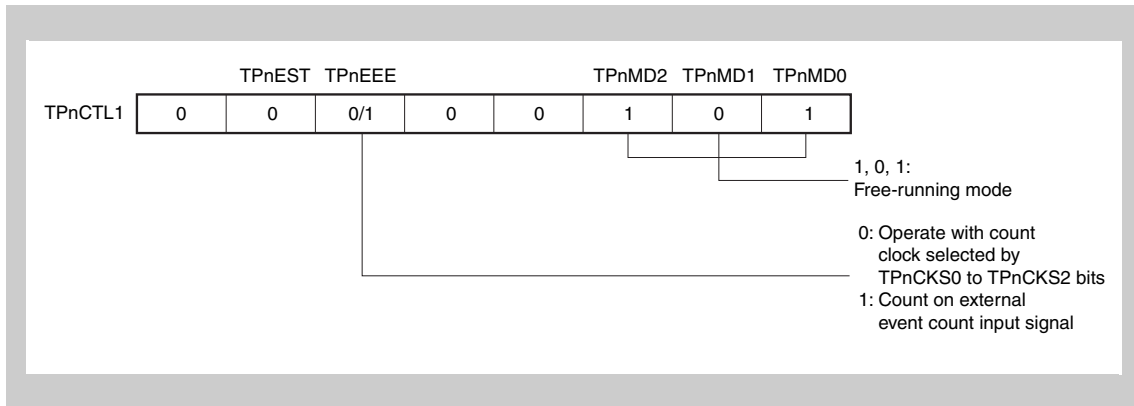 TPnEST TPnEEE TPnMD2 TPnMD1 TPnMD0
TPnCTL1 0 0 0/1 0 0 1 0 1
1, 0, 1:
Free-running mode
0: Operate with count
clock selected by
TPnCKS0 to TPnCKS2 bits
1: Count on external
event count input signal